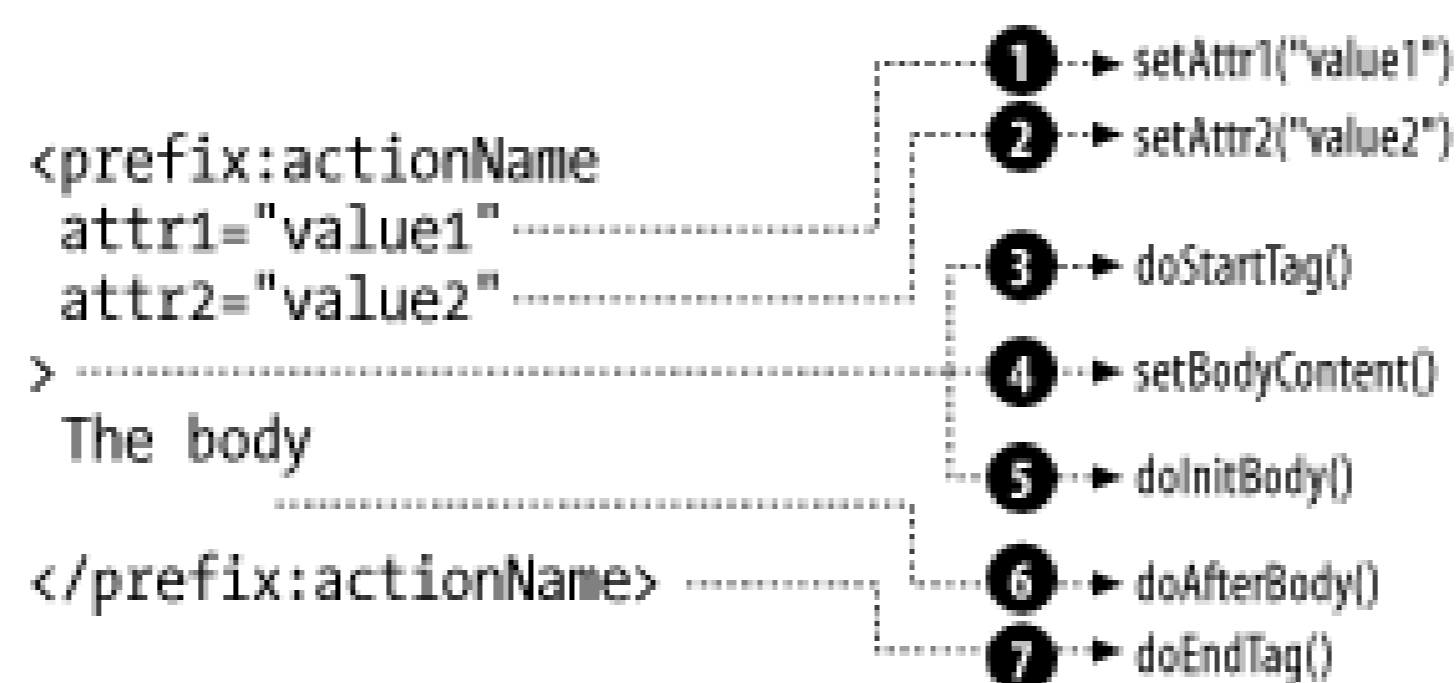 <prefix:actionName
attr1="value1"
attr2="value2"
>
The body
</prefix:actionName>
1 setAttr1("value1")
2 setAttr2("value2")
3 doStartTag()
4 setBodyContent()
5 doInitBody()
6 doAfterBody()
7 doEndTag()